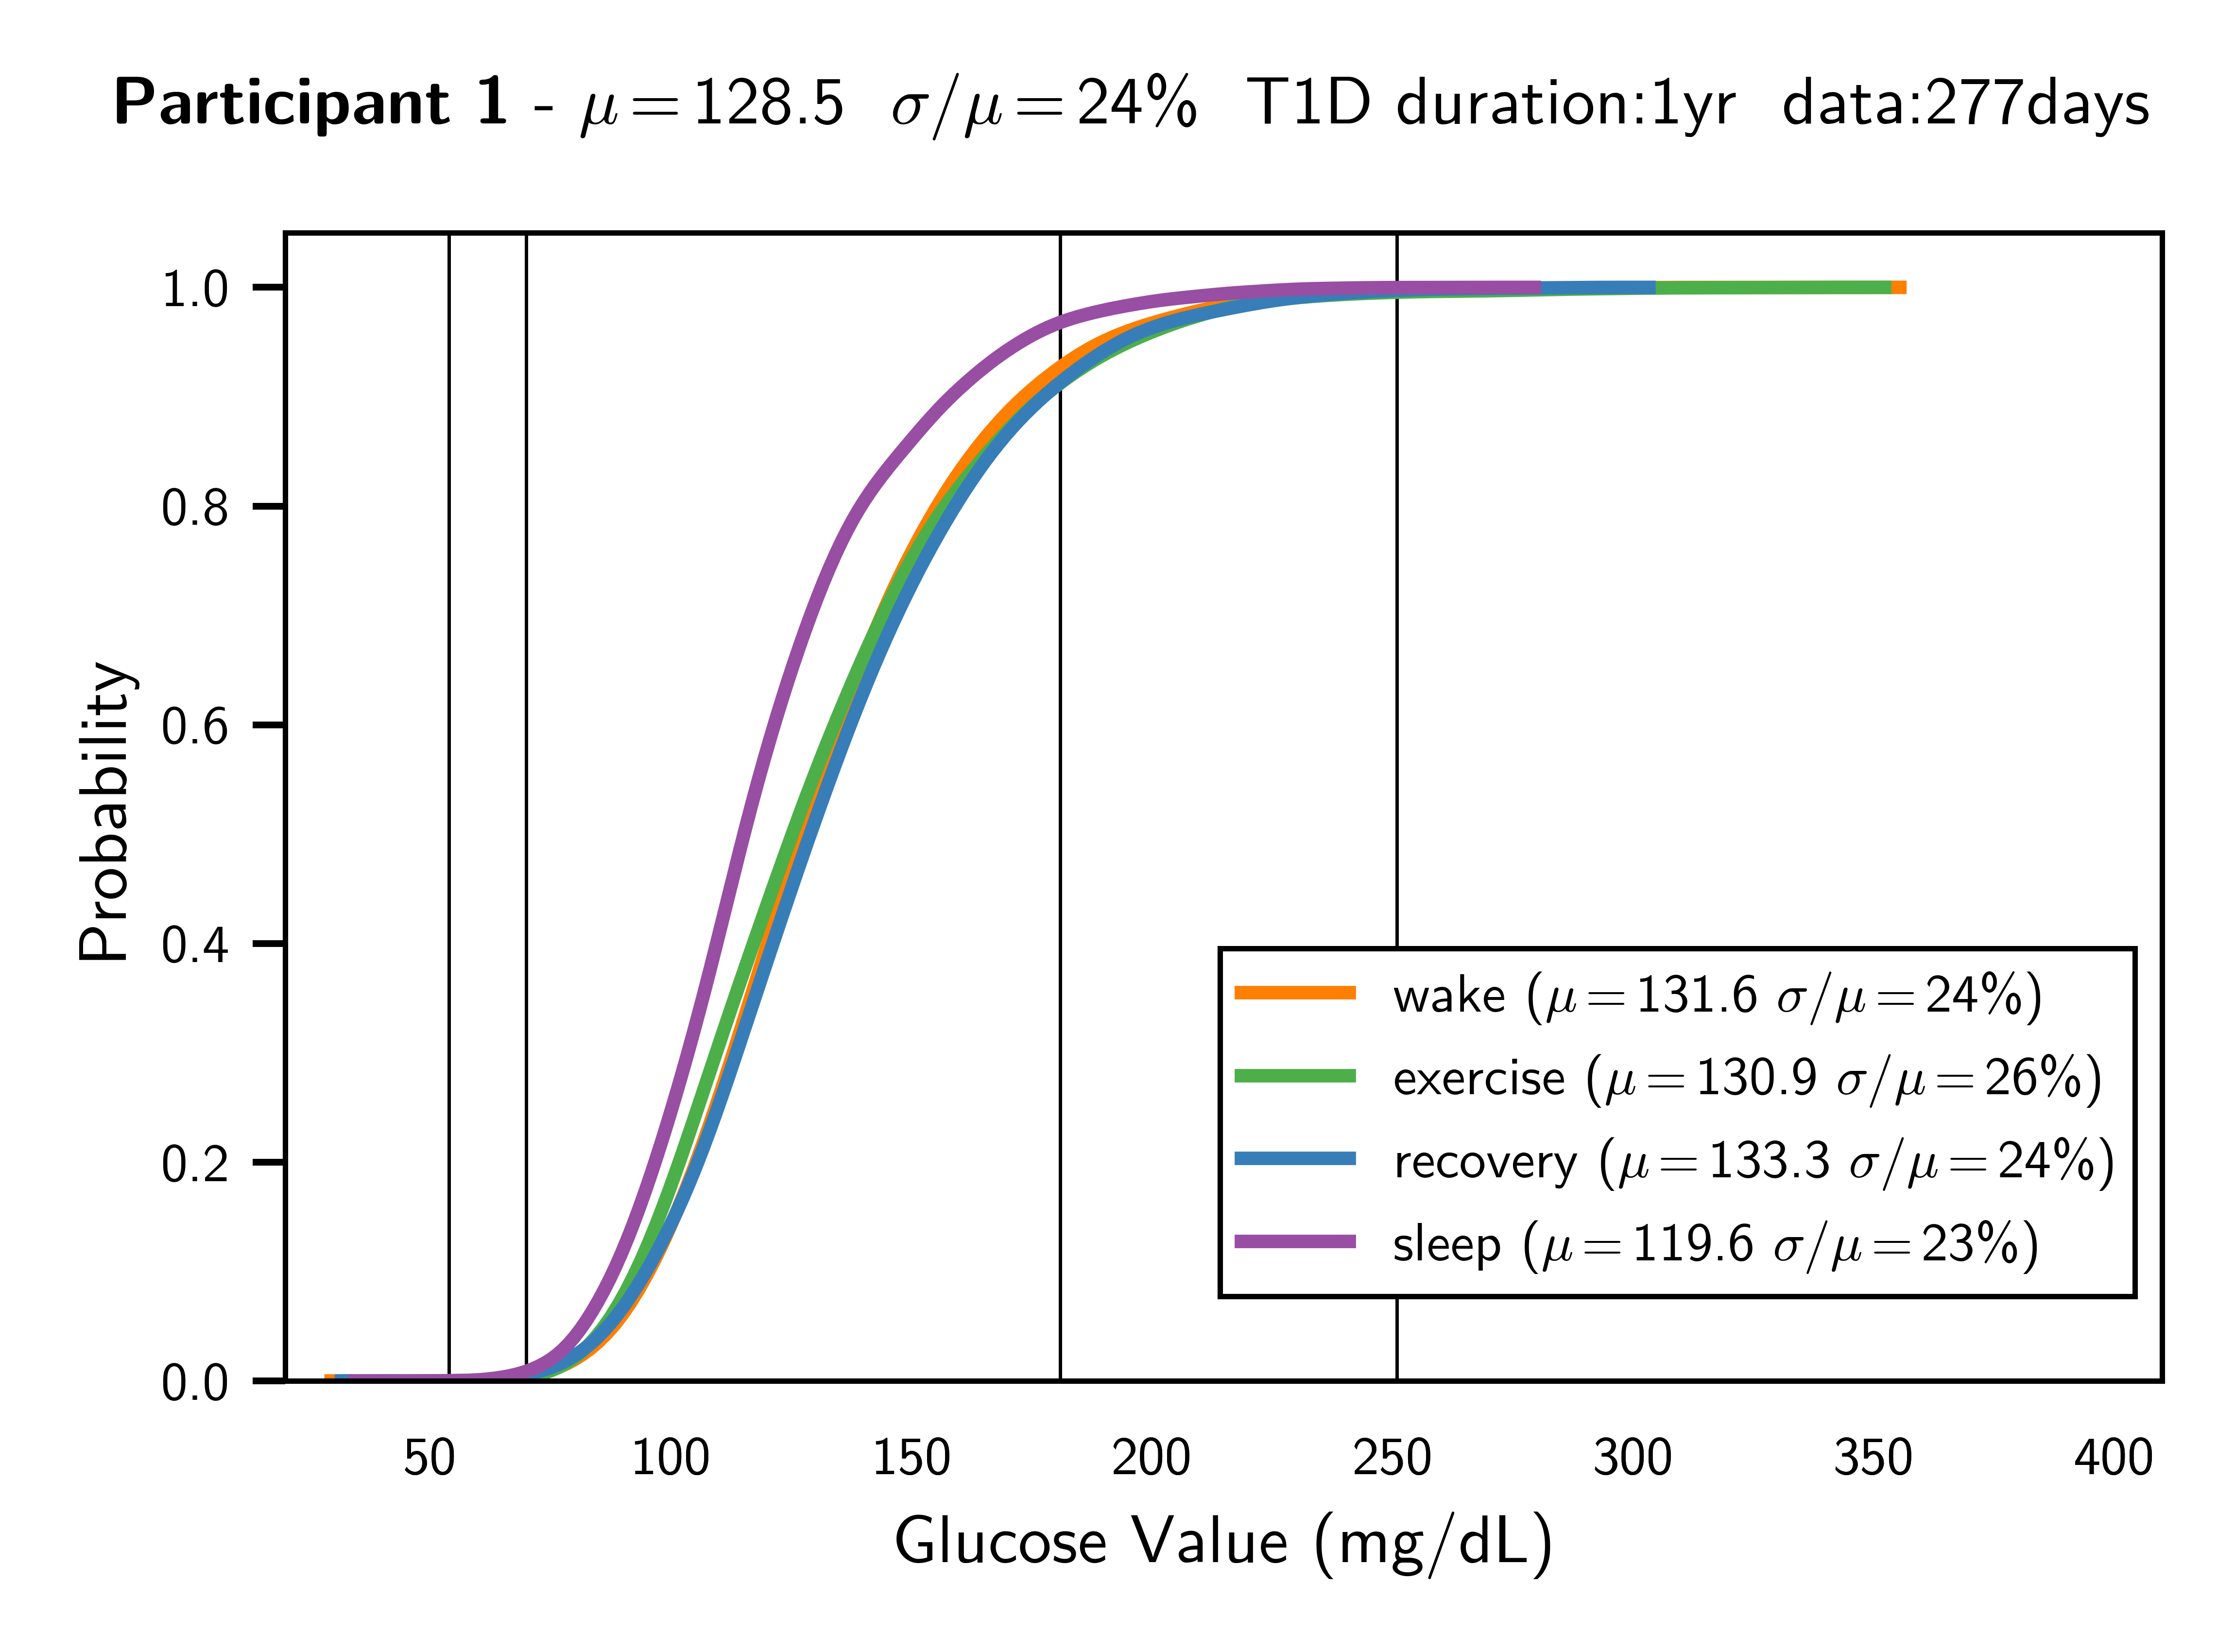 Participant 1 - μ = 128.5 σ/μ = 24% T1D duration:1yr data:277days
1.0
0.8
0.6
0.4
0.2
0.0
Probability
wake (μ = 131.6 σ/μ = 24%)
exercise (μ = 130.9 σ/μ = 26%)
recovery (μ = 133.3 σ/μ = 24%)
sleep (μ = 119.6 σ/μ = 23%)
50 100 150 200 250 300 350 400
Glucose Value (mg/dL)